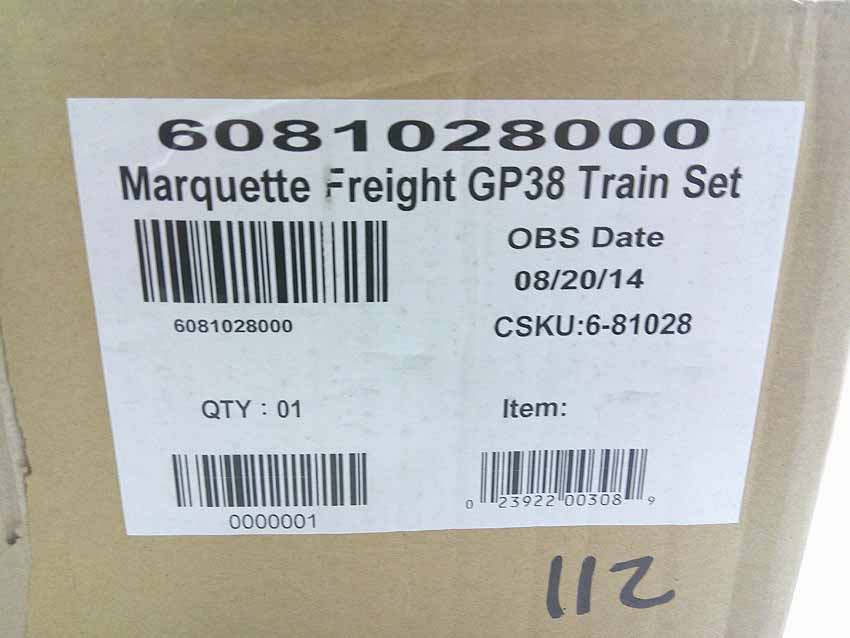 6081028000
Marquette Freight GP38 Train Set
OBS Date
6081028000
08/20/14
CSKU:6-81028
QTY : 01
Item:
0000001
0 23922 00308 9
112